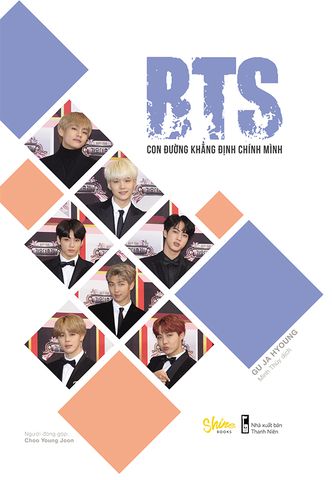 BTS
CON ĐƯỜNG KHẲNG ĐỊNH CHÍNH MÌNH
GU JA HYOUNG
Minh Thùy dịch
Người đóng góp:
Choo Young Joon
Shine
BOOKS
Nhà xuất bản
Thanh Niên